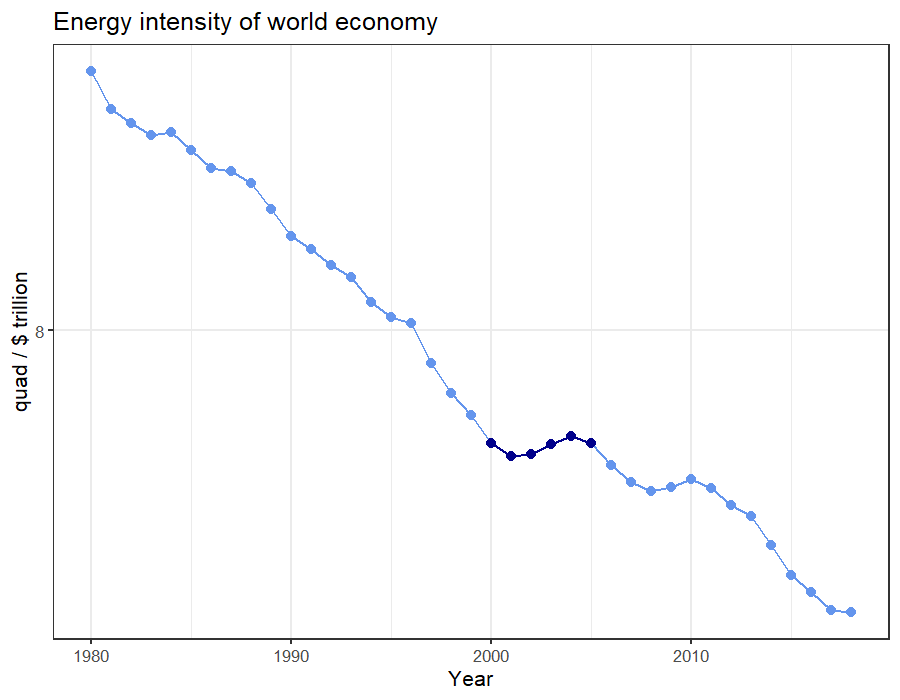 Energy intensity of world economy
quad / $ trillion
8
1980 1990 2000 2010
Year